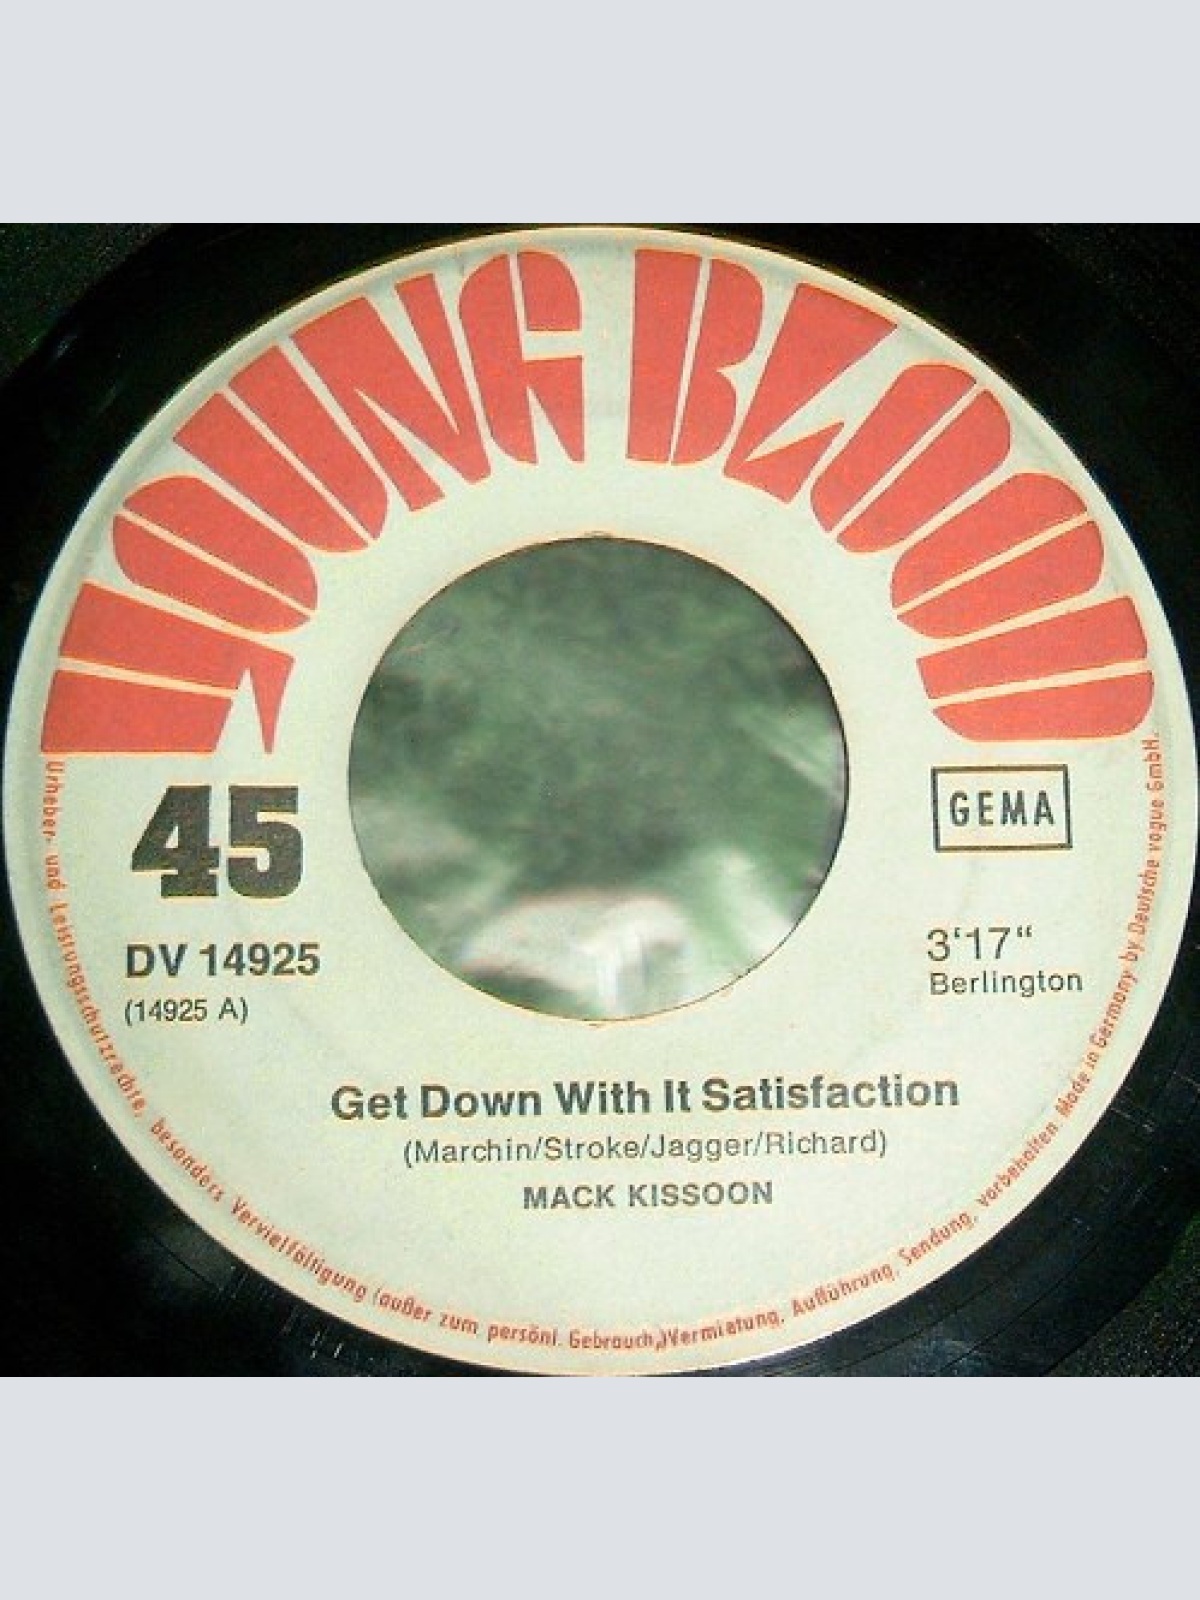 YOUNG BLOOD
45
GEMA
DV 14925
(14925 A)
3‘17“
Berlington
Get Down With It Satisfaction
(Marchin/Stroke/Jagger/Richard)
MACK KISSOON
Urheber- und Leistungsschutzrechte, besonders Vervielfältigung (außer zum persönl. Gebrauch,) Vermietung, Aufführung, Sendung, vorbehalten. Made in Germany by Deutsche vogue GmbH.